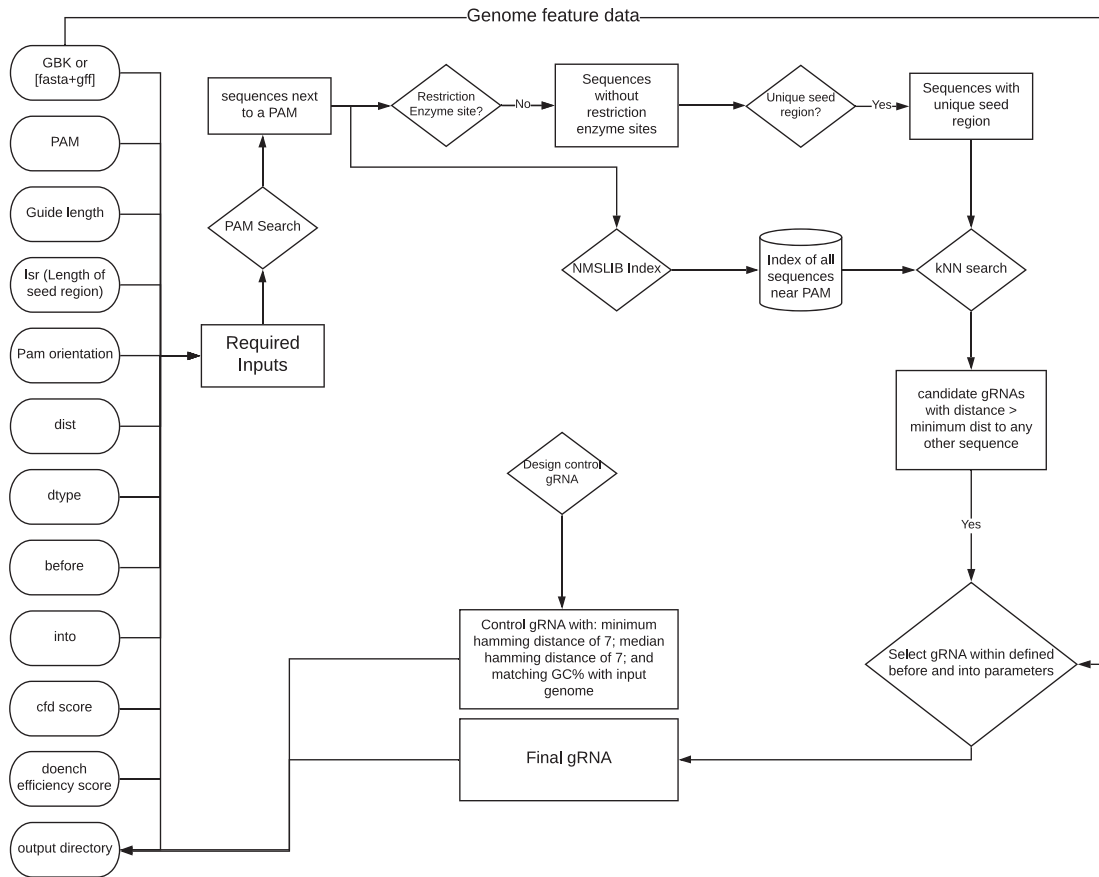 Genome feature data
GBK or
[fasta+gff]
PAM
Guide length
lsr (Length of
seed region)
Pam orientation
dist
dtype
before
into
cfd score
doench
efficiency score
output directory
Required
Inputs
PAM Search
sequences next
to a PAM
Restriction
Enzyme site?
No
Sequences
without
restriction
enzyme sites
Unique seed
region?
Yes
Sequences with
unique seed
region
NMSLIB Index
Index of all
sequences
near PAM
kNN search
candidate gRNAs
with distance >
minimum dist to any
other sequence
Yes
Select gRNA within defined
before and into parameters
Design control
gRNA
Control gRNA with: minimum
hamming distance of 7; median
hamming distance of 7; and
matching GC% with input
genome
Final gRNA